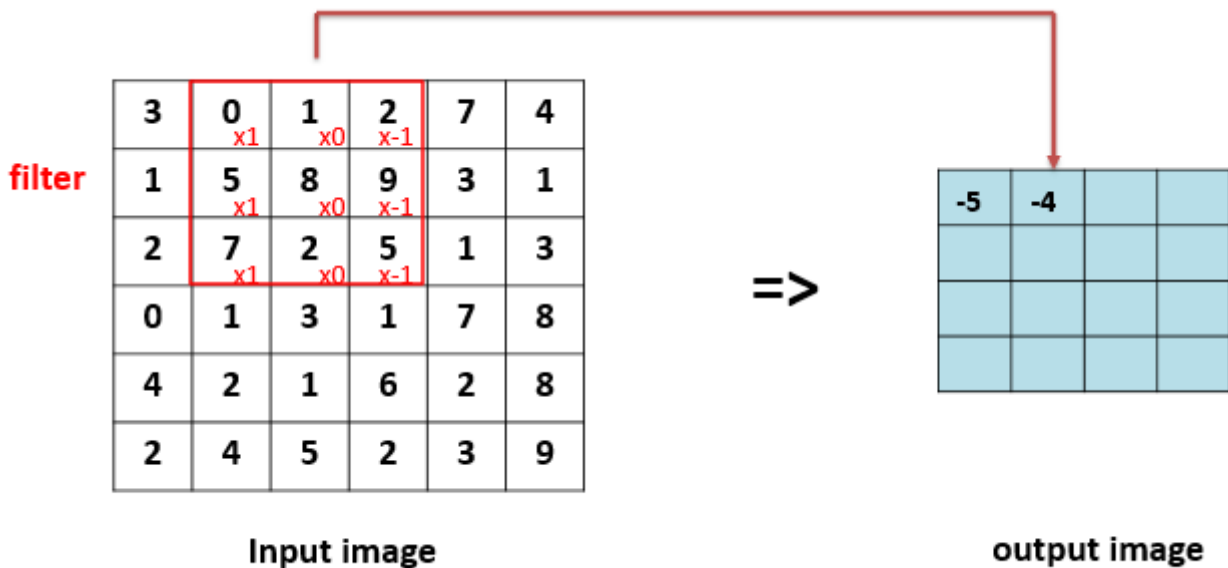 3 0 1 2 7 4
x1 x0 x-1
filter
1 5 8 9 3 1
x1 x0 x-1
2 7 2 5 1 3
x1 x0 x-1
0 1 3 1 7 8
4 2 1 6 2 8
2 4 5 2 3 9
Input image
=>
-5 -4
output image